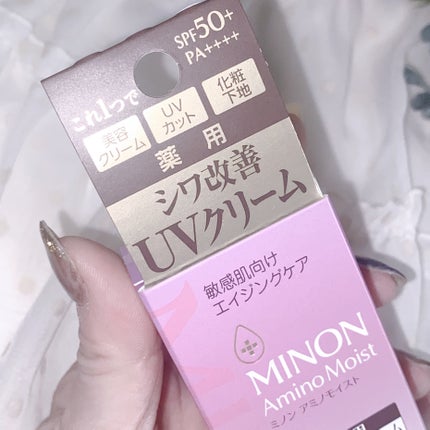 SPF50+
PA++++
これ1つで
美容
クリーム
UV
カット
化粧
下地
薬用
シワ改善
UVクリーム
敏感肌向け
エイジングケア
MINON
Amino Moist
ミノン アミノモイスト